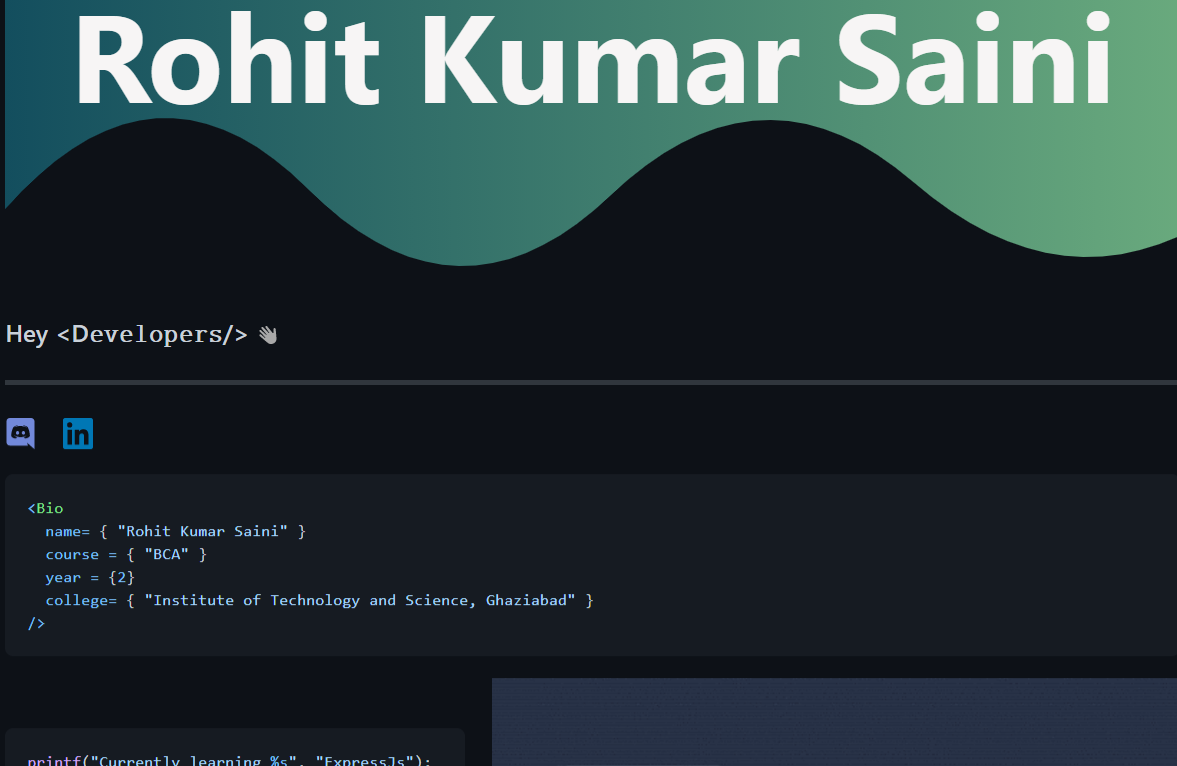 Rohit Kumar Saini
Hey <Developers/> 👋
in
<Bio
  name= { "Rohit Kumar Saini" }
  course = { "BCA" }
  year = {2}
  college= { "Institute of Technology and Science, Ghaziabad" }
/>
printf("Currently learning %s", "ExpressJs");